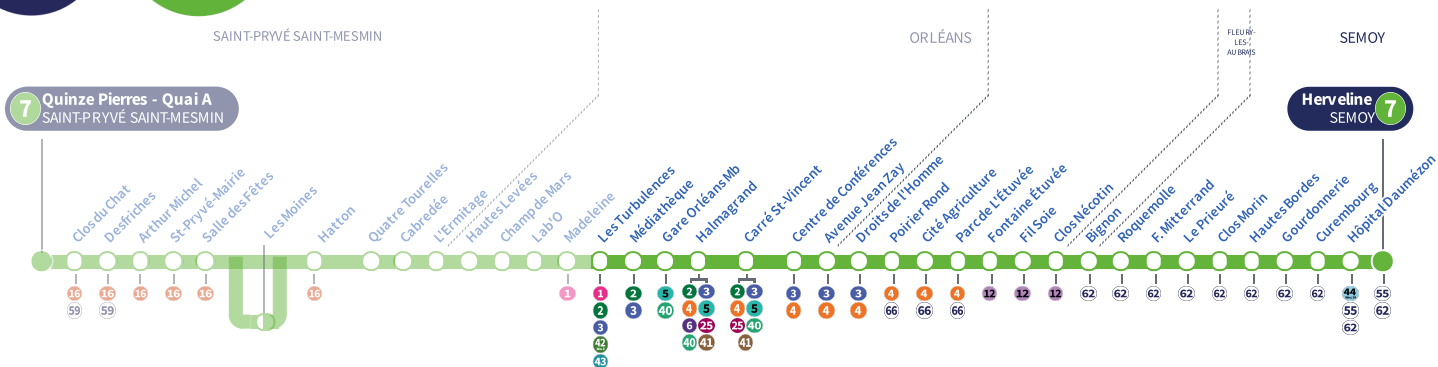 SAINT-PRYVÉ SAINT-MESMIN
ORLÉANS
FLEURY-
LES-
AUBRAIS
SEMOY
7
Quinze Pierres - Quai A
SAINT-PRYVÉ SAINT-MESMIN
Herveline
SEMOY
7
Clos du Chat
Desfriches
Arthur Michel
St-Pryvé-Mairie
Salle des Fêtes
Les Moines
Hatton
Quatre Tourelles
Cabredée
L'Ermitage
Hautes Levées
Champ de Mars
Lab'O
Madeleine
Les Turbulences
Médiathèque
Gare Orléans Mb
Halmagrand
Carré St-Vincent
Centre de Conférences
Avenue Jean Zay
Droits de l'Homme
Poirier Rond
Cité Agriculture
Parc de L'Étuvée
Fontaine Étuvée
Fil Soie
Clos Nécotin
Bignon
Roquemolle
F. Mitterrand
Le Prieuré
Clos Morin
Hautes Bordes
Gourdonnerie
Curembourg
Hôpital Daumézon
16 16 16 16 16 16 1 1 2 5 2 3 2 3 3 3 3 4 4 4 12 12 12 62 62 62 62 62 62 62 62 44 55
59 59 2 3 40 4 5 4 5 4 4 4 66 66 66 55 62
3 6 25 25 40 62
42 40 41 41
43